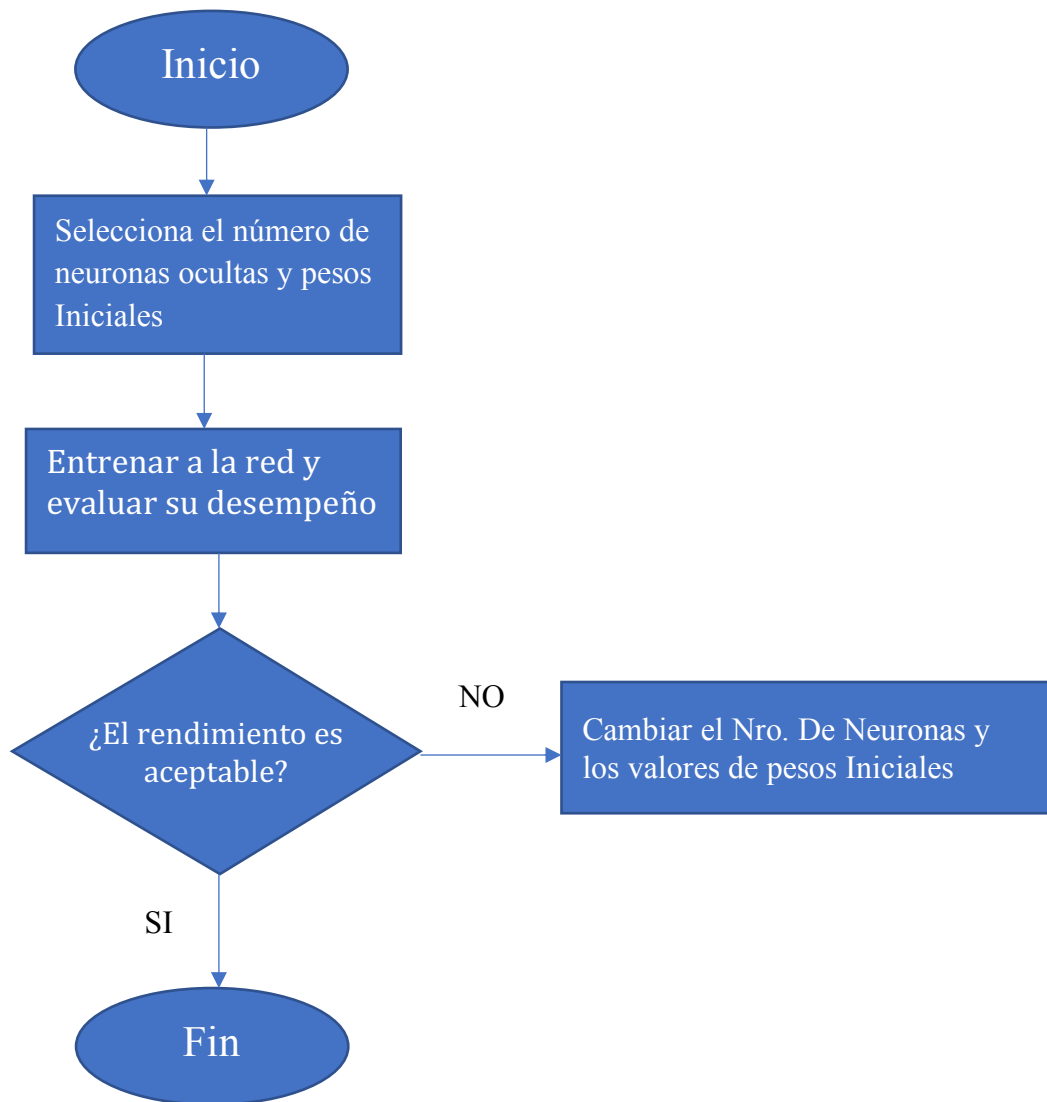 Inicio
Selecciona el número de
neuronas ocultas y pesos
Iniciales
Entrenar a la red y
evaluar su desempeño
¿El rendimiento es
aceptable?
NO
Cambiar el Nro. De Neuronas y
los valores de pesos Iniciales
SI
Fin